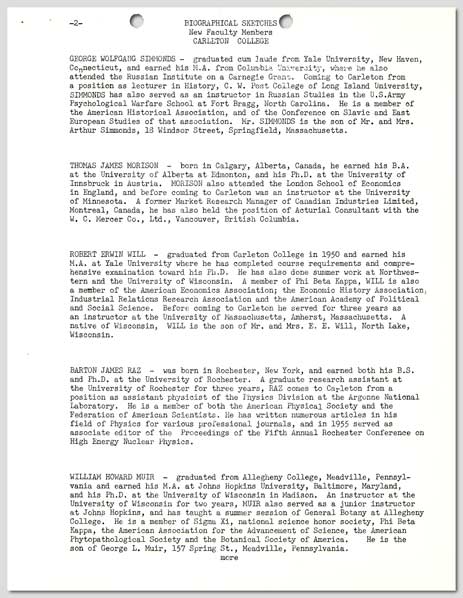 -2-
BIOGRAPHICAL SKETCHES
New Faculty Members
CARLETON COLLEGE
GEORGE WOLFGANG SIMMONDS - graduated cum laude from Yale University, New Haven,
Connecticut, and earned his M.A. from Columbia University, where he also
attended the Russian Institute on a Carnegie Grant. Coming to Carleton from
a position as lecturer in History, C. W. Post College of Long Island University,
SIMMONDS has also served as an instructor in Russian Studies in the U.S.Army
Psychological Warfare School at Fort Bragg, North Carolina. He is a member of
the American Historical Association, and of the Conference on Slavic and East
European Studies of that association. Mr. SIMMONDS is the son of Mr. and Mrs.
Arthur Simmonds, 18 Windsor Street, Springfield, Massachusetts.
THOMAS JAMES MORISON - born in Calgary, Alberta, Canada, he earned his B.A.
at the University of Alberta at Edmonton, and his Ph.D. at the University of
Innsbruck in Austria. MORISON also attended the London School of Economics
in England, and before coming to Carleton was an instructor at the University
of Minnesota. A former Market Research Manager of Canadian Industries Limited,
Montreal, Canada, he has also held the position of Acturial Consultant with the
W. C. Mercer Co., Ltd., Vancouver, British Columbia.
ROBERT ERWIN WILL - graduated from Carleton College in 1950 and earned his
M.A. at Yale University where he has completed course requirements and compre-
hensive examination toward his Ph.D. He has also done summer work at Northwes-
tern and the University of Wisconsin. A member of Phi Beta Kappa, WILL is also
a member of the American Economics Association; the Economic History Association,
Industrial Relations Research Association and the American Academy of Political
and Social Science. Before coming to Carleton he served for three years as
an instructor at the University of Massachusetts, Amherst, Massachusetts. A
native of Wisconsin, WILL is the son of Mr. and Mrs. E. E. Will, North Lake,
Wisconsin.
BARTON JAMES RAZ - was born in Rochester, New York, and earned both his B.S.
and Ph.D. at the University of Rochester. A graduate research assistant at
the University of Rochester for three years, RAZ comes to Carleton from a
position as assistant physicist of the Physics Division at the Argonne National
Laboratory. He is a member of both the American Physical Society and the
Federation of American Scientists. He has written numerous articles in his
field of Physics for various professional journals, and in 1955 served as
associate editor of the Proceedings of the Fifth Annual Rochester Conference on
High Energy Nuclear Physics.
WILLIAM HOWARD MUIR - graduated from Allegheny College, Meadville, Pennsyl-
vania and earned his M.A. at Johns Hopkins University, Baltimore, Maryland,
and his Ph.D. at the University of Wisconsin in Madison. An instructor at the
University of Wisconsin for two years, MUIR also served as a junior instructor
at Johns Hopkins, and has taught a summer session of General Botany at Allegheny
College. He is a member of Sigma Xi, national science honor society, Phi Beta
Kappa, the American Association for the Advancement of Science, the American
Phytopathological Society and the Botanical Society of America. He is the
son of George L. Muir, 157 Spring St., Meadville, Pennsylvania.
more